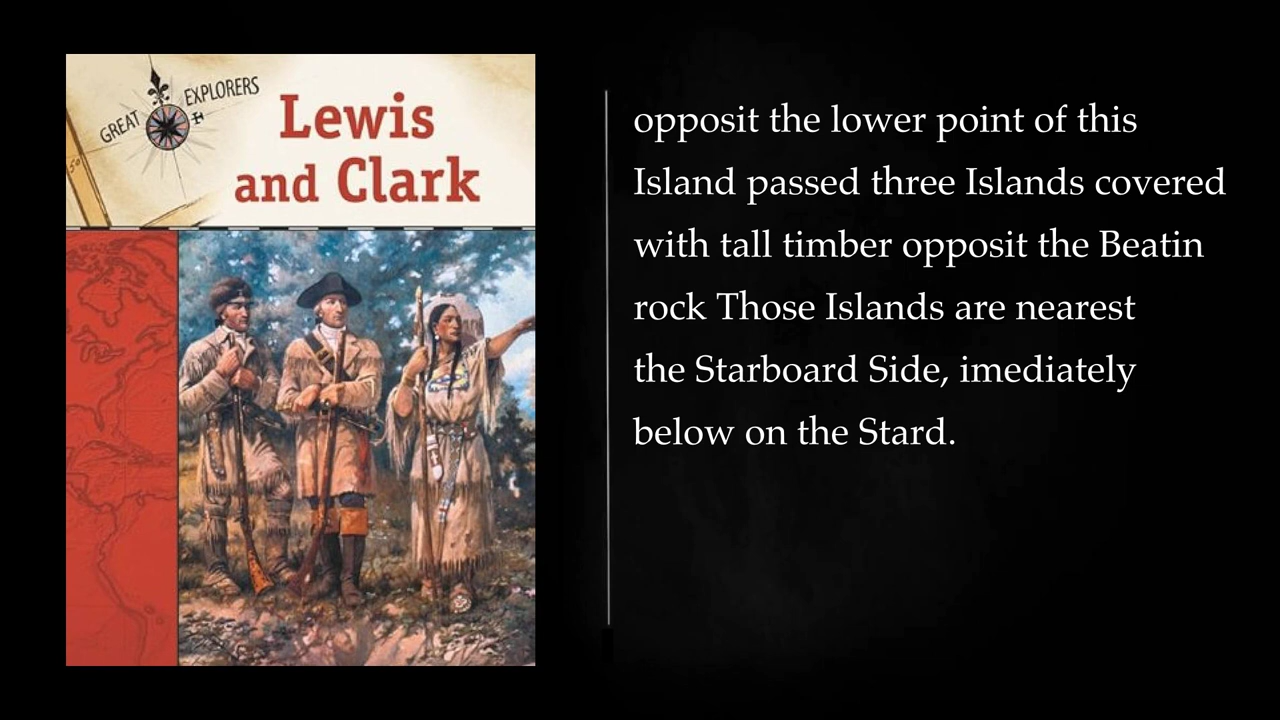 GREAT EXPLORERS
Lewis
and Clark
50
opposit the lower point of this
Island passed three Islands covered
with tall timber opposit the Beatin
rock Those Islands are nearest
the Starboard Side, imediately
below on the Stard.